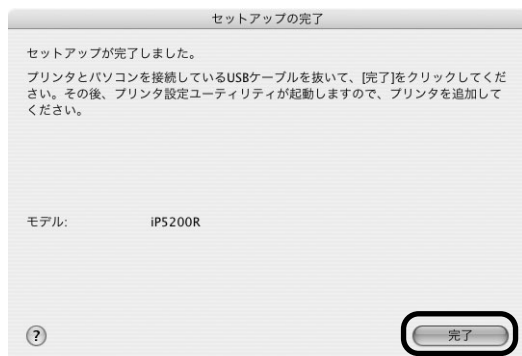 セットアップの完了
セットアップが完了しました。
プリンタとパソコンを接続しているUSBケーブルを抜いて、[完了]をクリックしてくだ
さい。その後、プリンタ設定ユーティリティが起動しますので、プリンタを追加して
ください。
モデル: iP5200R
?
完了